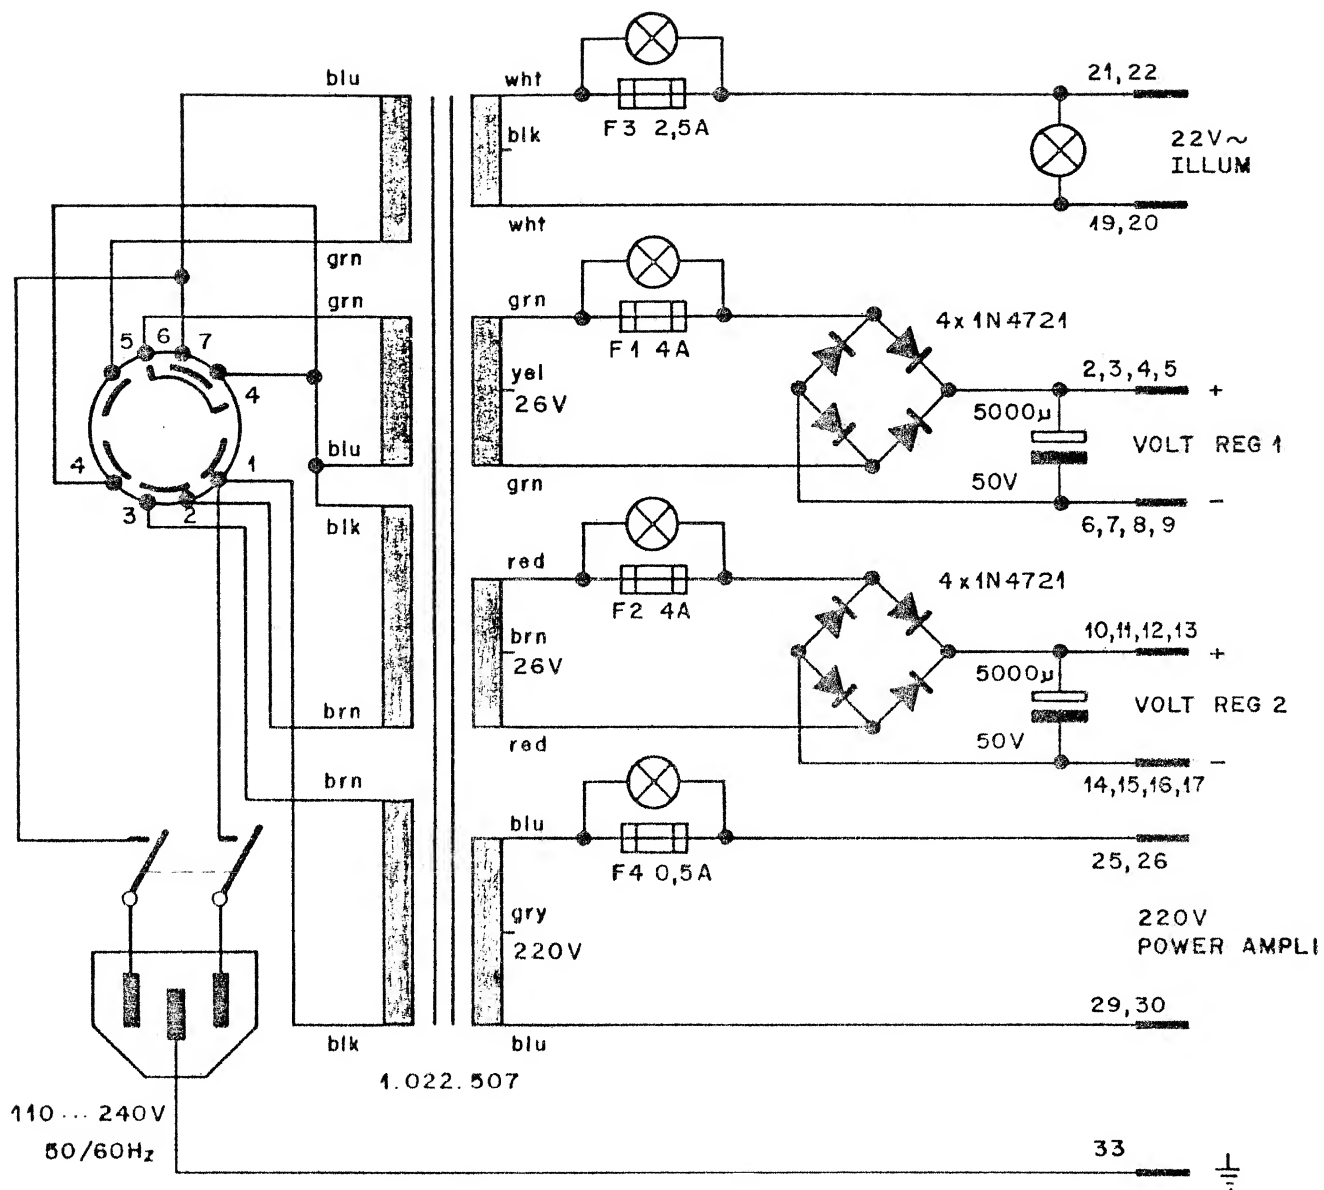 blu
wht
21, 22
F3 2,5A
blk
22V~
ILLUM
wht
19,20
grn
grn
grn
5 6 7
F1 4A
4x1N4721
yel
26V
2,3,4,5
+
4
5000µ
VOLT REG 1
blu
4
1
grn
50V
-
3
2
blk
6,7,8,9
red
4x1N4721
F2 4A
10,11,12,13
brn
26V
+
5000µ
VOLT REG 2
brn
red
50V
-
brn
14,15,16,17
blu
F4 0,5A
25,26
gry
220V
220V
POWER AMPLI
29,30
blk
blu
1.022.507
110 ... 240V
50/60Hz
33